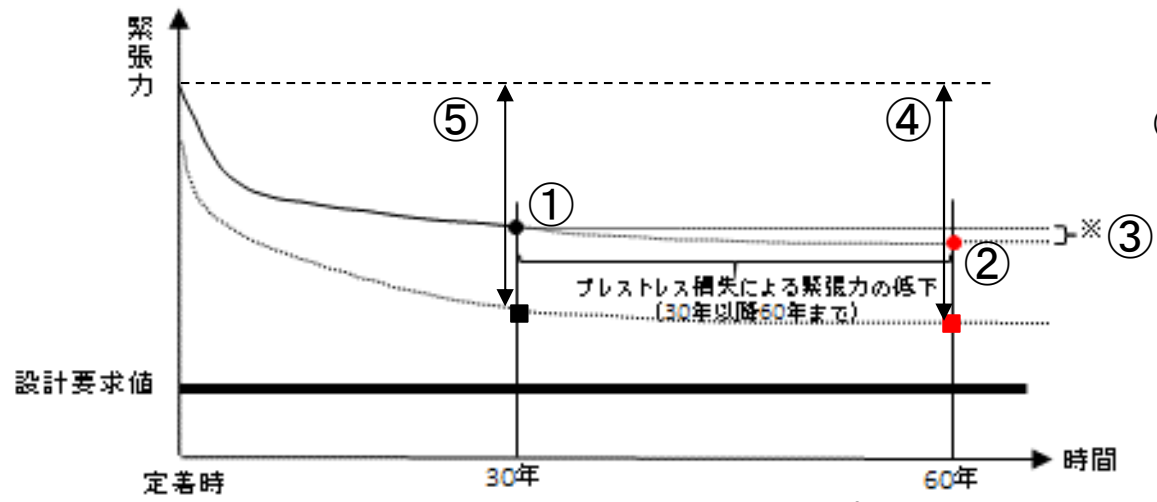 緊張力
⑤
④
①
※
③
②
プレストレス損失による緊張力の低下
(30年以降60年まで)
設計要求値
時間
定着時
30年
60年